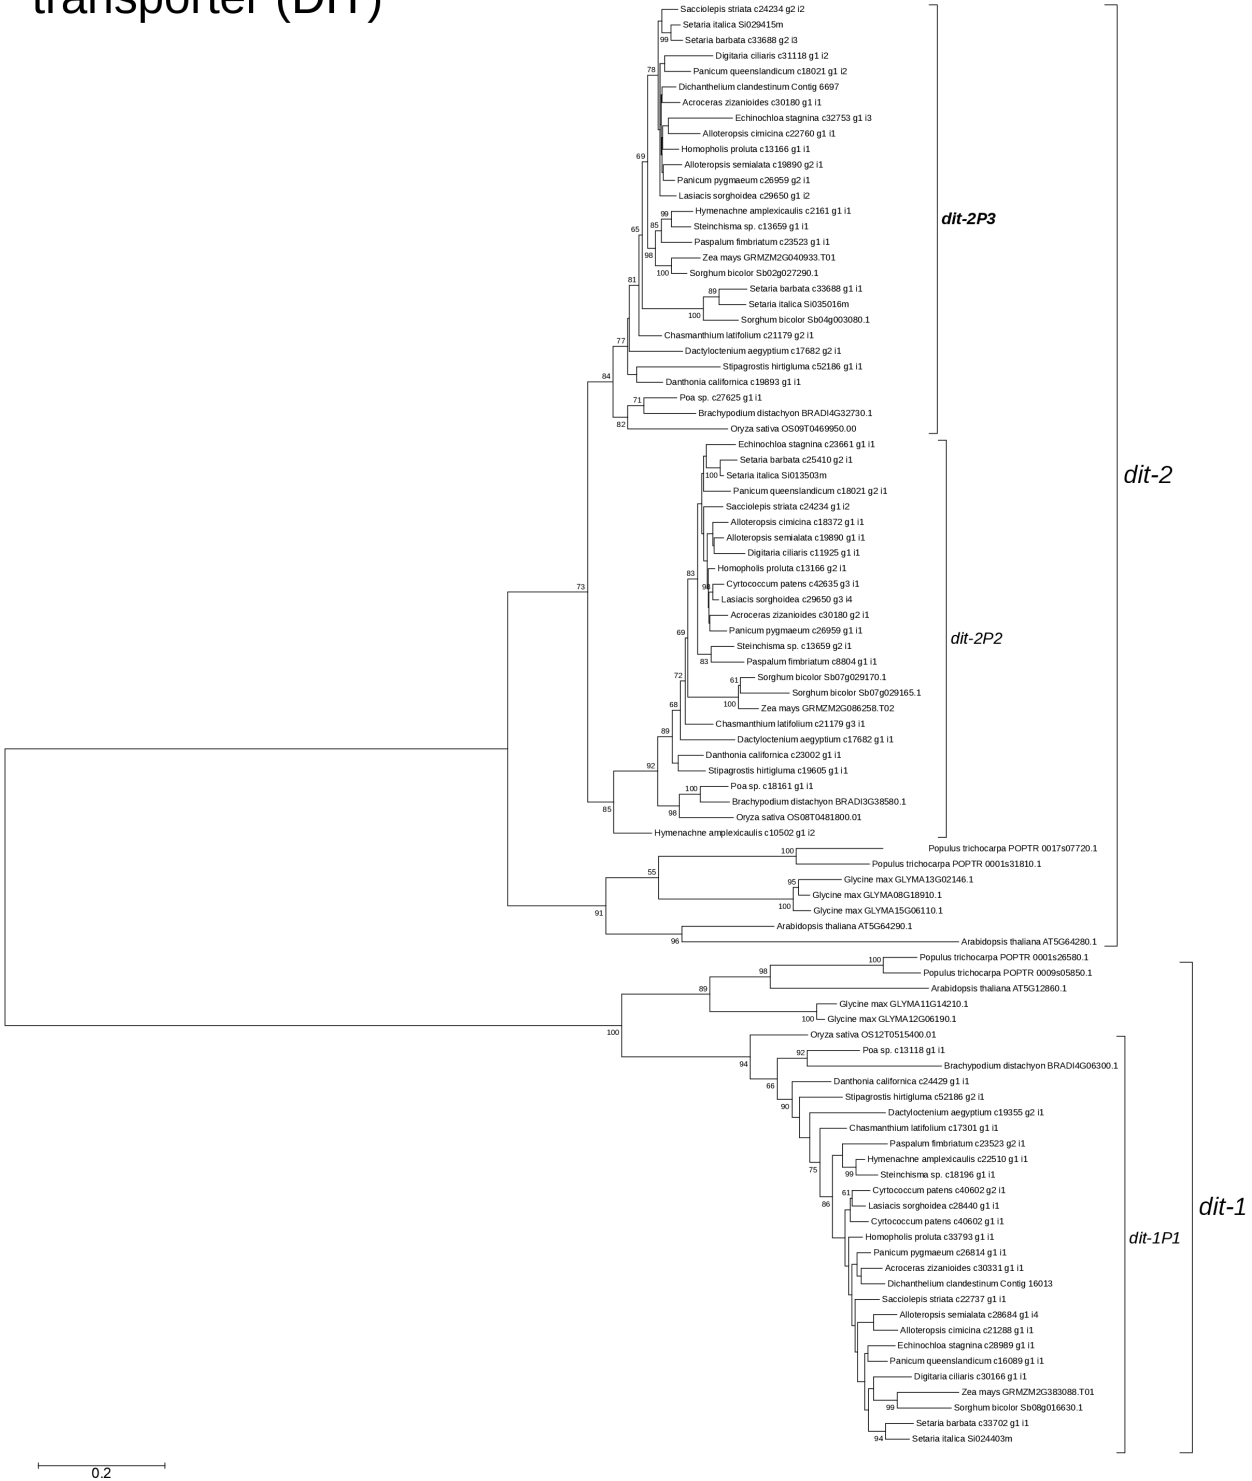 transporter (DiT)
Sacciolepis striata c24234 g2 i2
Setaria italica Si029415m
99
Setaria barbata c33688 g2 i3
Digitaria ciliaris c31118 g1 i2
78
Panicum queenslandicum c18021 g1 i2
Dichanthelium clandestinum Contig 6697
Acroceras zizanioides c30180 g1 i1
Echinochloa stagnina c32753 g1 i3
Alloteropsis cimicina c22760 g1 i1
Homopholis proluta c13166 g1 i1
69
Alloteropsis semialata c19890 g2 i1
Panicum pygmaeum c26959 g2 i1
Lasiacis sorghoidea c29650 g1 i2
99
Hymenachne amplexicaulis c2161 g1 i1
dit-2P3
85
Steinchisma sp. c13659 g1 i1
65
Paspalum fimbriatum c23523 g1 i1
98
Zea mays GRMZM2G040933.T01
100
Sorghum bicolor Sb02g027290.1
81
89
Setaria barbata c33688 g1 i1
Setaria italica Si035016m
100
Sorghum bicolor Sb04g003080.1
Chasmanthium latifolium c21179 g2 i1
77
Dactyloctenium aegyptium c17682 g2 i1
Stipagrostis hirtigluma c52186 g1 i1
84
Danthonia californica c19893 g1 i1
71
Poa sp. c27625 g1 i1
Brachypodium distachyon BRADI4G32730.1
82
Oryza sativa OS09T0469950.00
Echinochloa stagnina c23661 g1 i1
Setaria barbata c25410 g2 i1
100
Setaria italica Si013503m
dit-2
Panicum queenslandicum c18021 g2 i1
Sacciolepis striata c24234 g1 i2
Alloteropsis cimicina c18372 g1 i1
Alloteropsis semialata c19890 g1 i1
Digitaria ciliaris c11925 g1 i1
Homopholis proluta c13166 g2 i1
83
73
98
Cyrtococcum patens c42635 g3 i1
Lasiacis sorghoidea c29650 g3 i4
Acroceras zizanioides c30180 g2 i1
69
Panicum pygmaeum c26959 g1 i1
dit-2P2
Steinchisma sp. c13659 g2 i1
83
Paspalum fimbriatum c8804 g1 i1
72
61
Sorghum bicolor Sb07g029170.1
Sorghum bicolor Sb07g029165.1
68
100
Zea mays GRMZM2G086258.T02
Chasmanthium latifolium c21179 g3 i1
89
Dactyloctenium aegyptium c17682 g1 i1
Danthonia californica c23002 g1 i1
92
Stipagrostis hirtigluma c19605 g1 i1
100
Poa sp. c18161 g1 i1
Brachypodium distachyon BRADI3G38580.1
85
98
Oryza sativa OS08T0481800.01
Hymenachne amplexicaulis c10502 g1 i2
100
Populus trichocarpa POPTR 0017s07720.1
Populus trichocarpa POPTR 0001s31810.1
55
95
Glycine max GLYMA13G02146.1
Glycine max GLYMA08G18910.1
100
Glycine max GLYMA15G06110.1
91
Arabidopsis thaliana AT5G64290.1
96
Arabidopsis thaliana AT5G64280.1
100
Populus trichocarpa POPTR 0001s26580.1
98
Populus trichocarpa POPTR 0009s05850.1
89
Arabidopsis thaliana AT5G12860.1
Glycine max GLYMA11G14210.1
100
Glycine max GLYMA12G06190.1
100
Oryza sativa OS12T0515400.01
92
Poa sp. c13118 g1 i1
94
Brachypodium distachyon BRADI4G06300.1
66
Danthonia californica c24429 g1 i1
90
Stipagrostis hirtigluma c52186 g2 i1
Dactyloctenium aegyptium c19355 g2 i1
Chasmanthium latifolium c17301 g1 i1
Paspalum fimbriatum c23523 g2 i1
Hymenachne amplexicaulis c22510 g1 i1
75
99
Steinchisma sp. c18196 g1 i1
61
Cyrtococcum patens c40602 g2 i1
86
Lasiacis sorghoidea c28440 g1 i1
dit-1
Cyrtococcum patens c40602 g1 i1
Homopholis proluta c33793 g1 i1
dit-1P1
Panicum pygmaeum c26814 g1 i1
Acroceras zizanioides c30331 g1 i1
Dichanthelium clandestinum Contig 16013
Sacciolepis striata c22737 g1 i1
Alloteropsis semialata c28684 g1 i4
Alloteropsis cimicina c21288 g1 i1
Echinochloa stagnina c28989 g1 i1
Panicum queenslandicum c16089 g1 i1
Digitaria ciliaris c30166 g1 i1
Zea mays GRMZM2G383088.T01
99
Sorghum bicolor Sb08g016630.1
Setaria barbata c33702 g1 i1
94
Setaria italica Si024403m
0.2